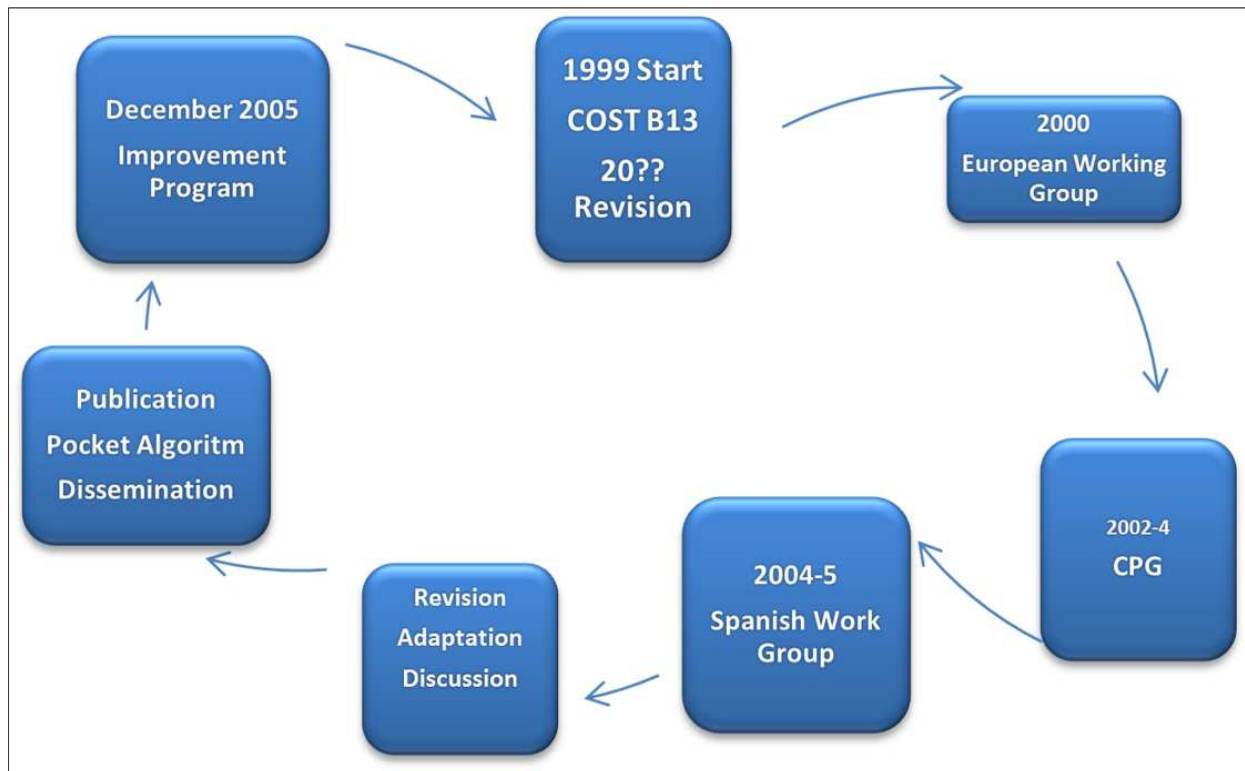 December 2005
Improvement
Program
1999 Start
COST B13
20??
Revision
2000
European Working
Group
2002-4
CPG
2004-5
Spanish Work
Group
Revision
Adaptation
Discussion
Publication
Pocket Algoritm
Dissemination